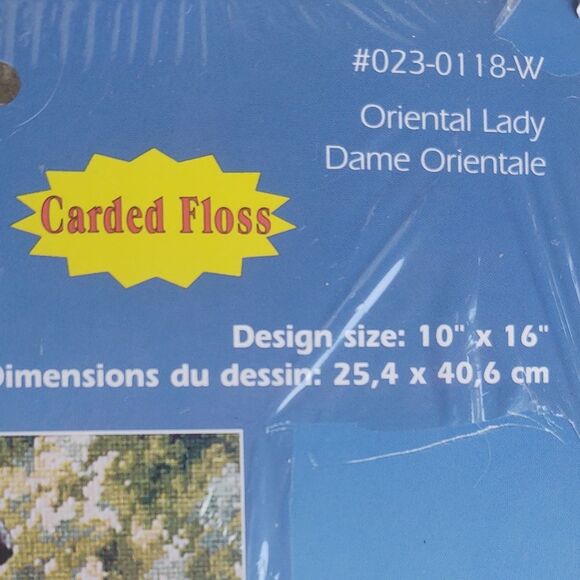 #023-0118-W
Oriental Lady
Dame Orientale
Carded Floss
Design size: 10" x 16"
Dimensions du dessin: 25,4 x 40,6 cm